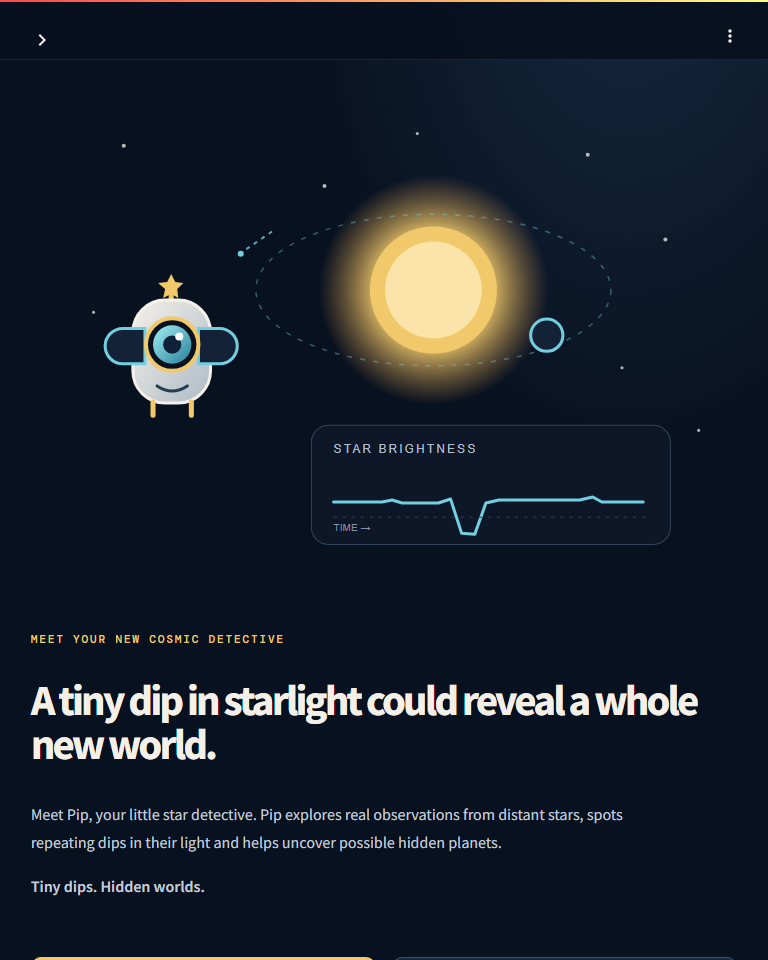 STAR BRIGHTNESS
TIME →
MEET YOUR NEW COSMIC DETECTIVE
A tiny dip in starlight could reveal a whole
new world.
Meet Pip, your little star detective. Pip explores real observations from distant stars, spots
repeating dips in their light and helps uncover possible hidden planets.
Tiny dips. Hidden worlds.